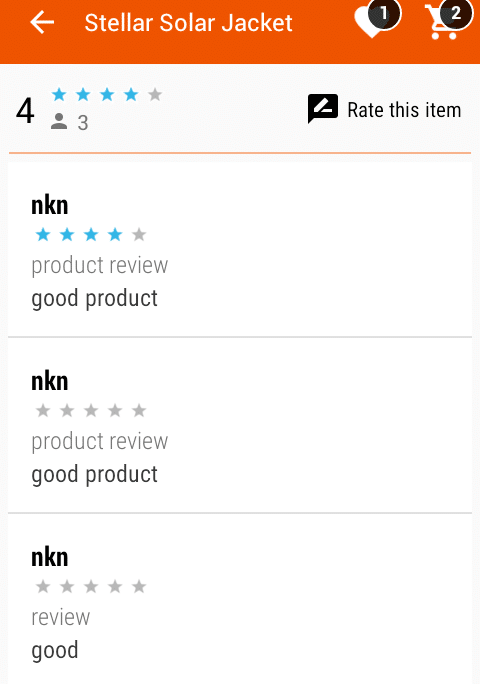 Stellar Solar Jacket
1
2
4
3
Rate this item
nkn
product review
good product
nkn
product review
good product
nkn
review
good